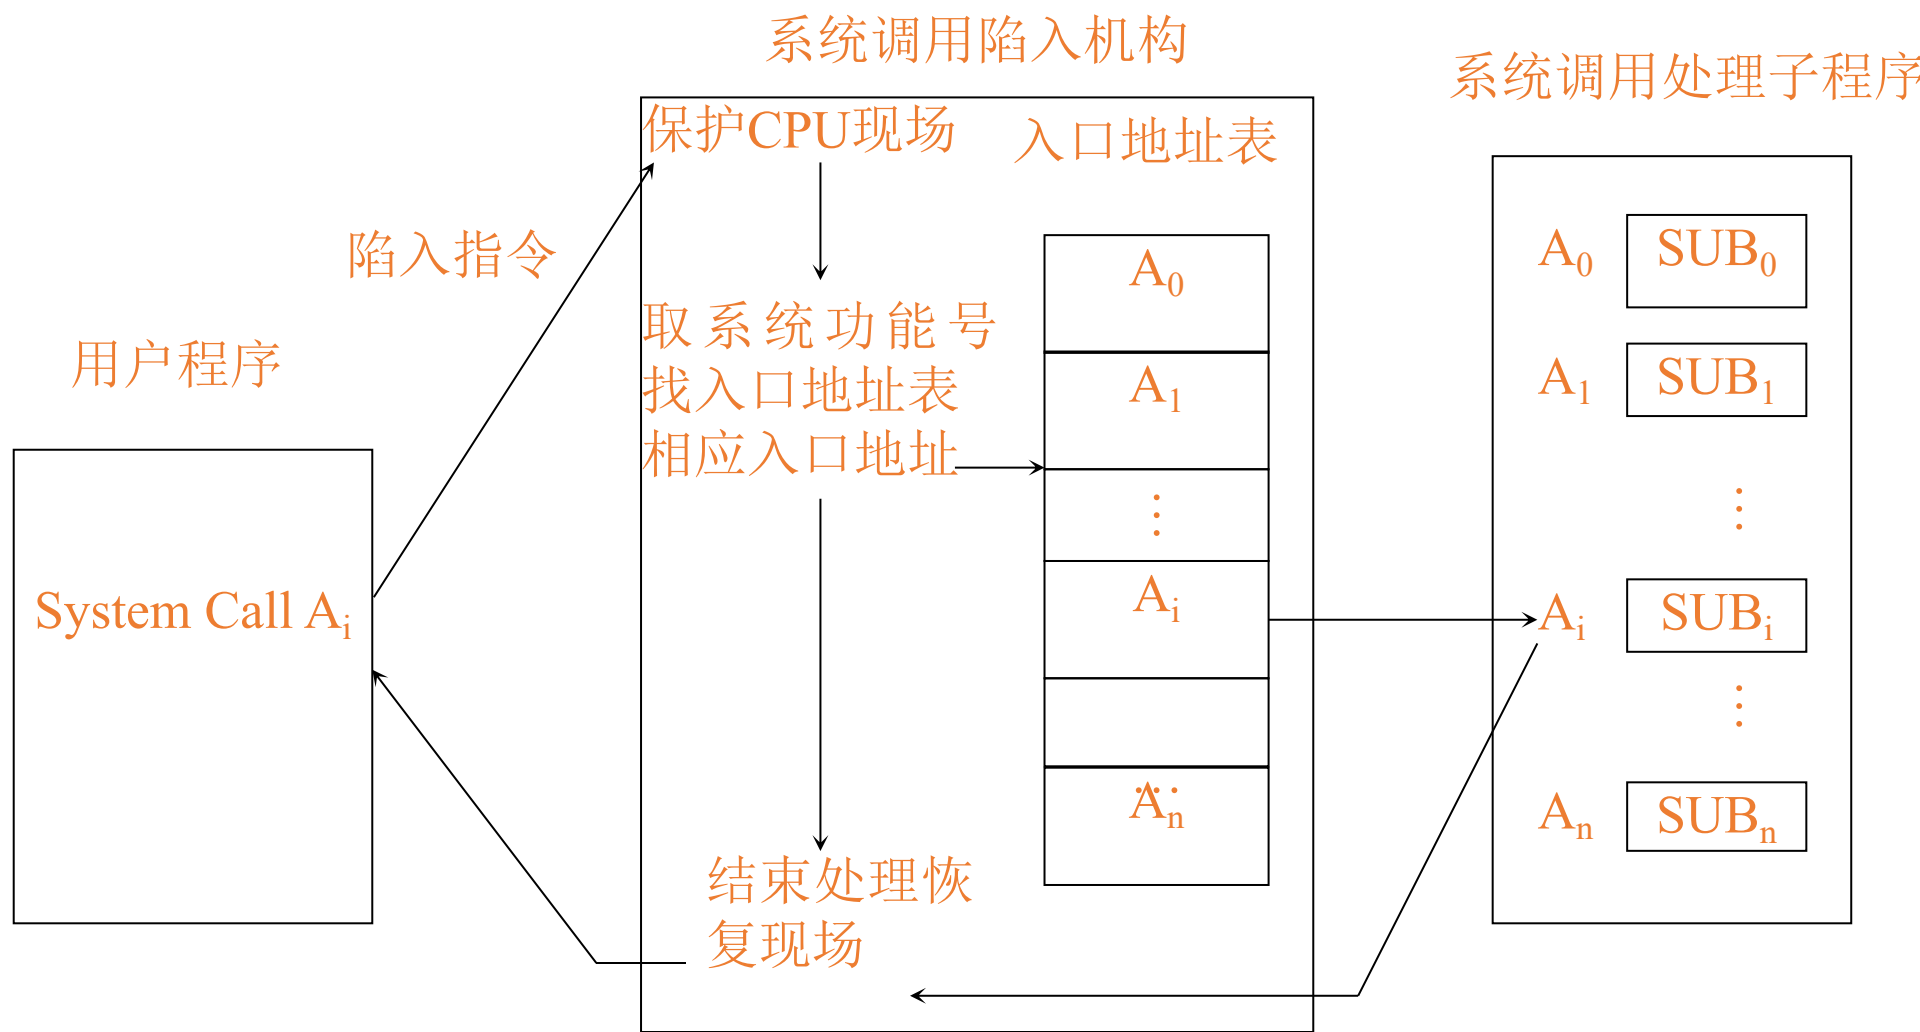 系统调用陷入机构
系统调用处理子程序
保护CPU现场
入口地址表
陷入指令
用户程序
System Call Ai
取系统功能号
找入口地址表
相应入口地址
结束处理恢
复现场
A0
A1
⋮
Ai
…
An
A0 SUB0
A1 SUB1
⋮
Ai SUBi
⋮
An SUBn